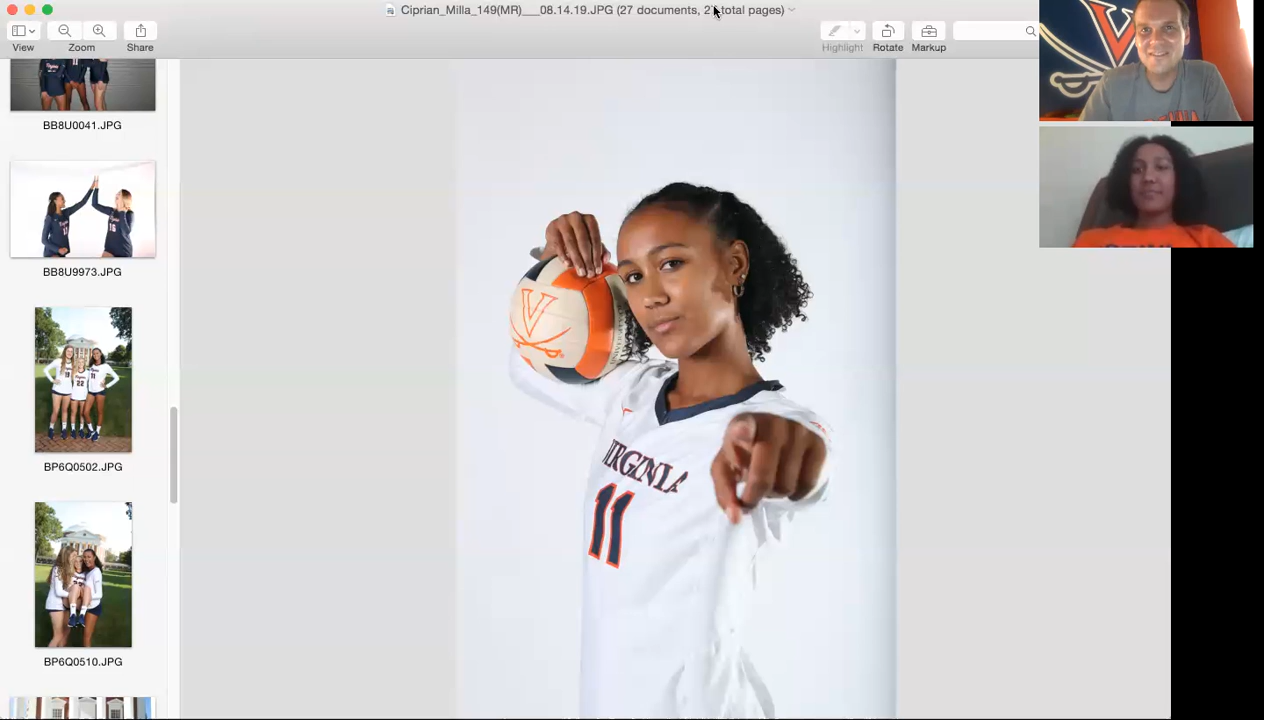 Ciprian_Milla_149(MR)___08.14.19.JPG (27 documents, 27 total pages)
View
Zoom
Share
Highlight
Rotate
Markup
BB8U0041.JPG
BB8U9973.JPG
BP6Q0502.JPG
BP6Q0510.JPG
VIRGINIA
11